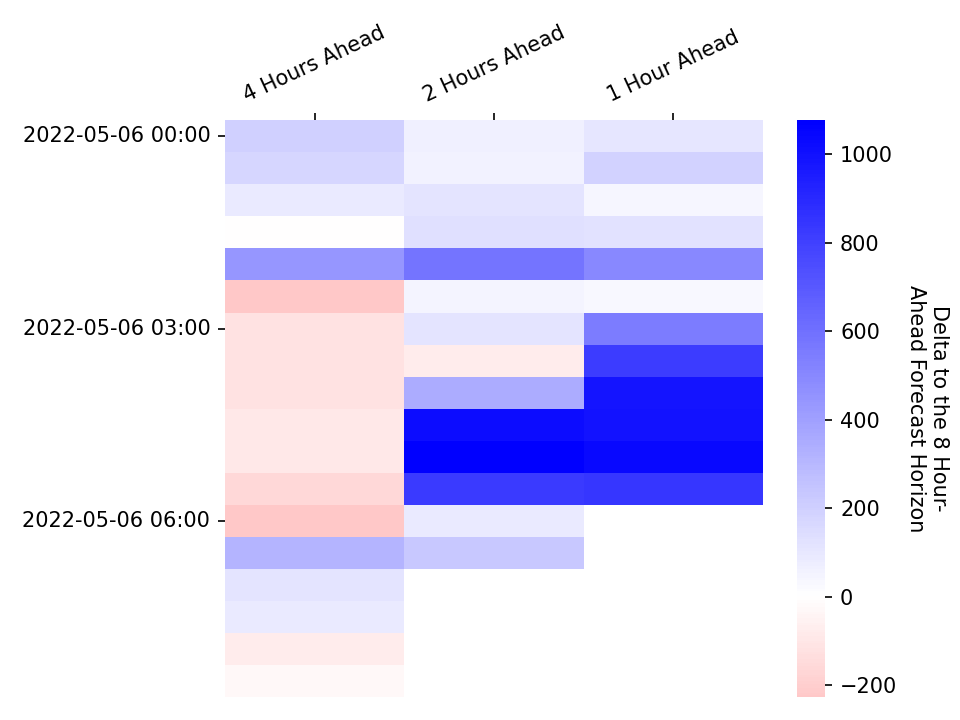 4 Hours Ahead
2 Hours Ahead
1 Hour Ahead
2022-05-06 00:00
2022-05-06 03:00
2022-05-06 06:00
1000
800
600
400
200
0
−200
Delta to the 8 Hour-
Ahead Forecast Horizon